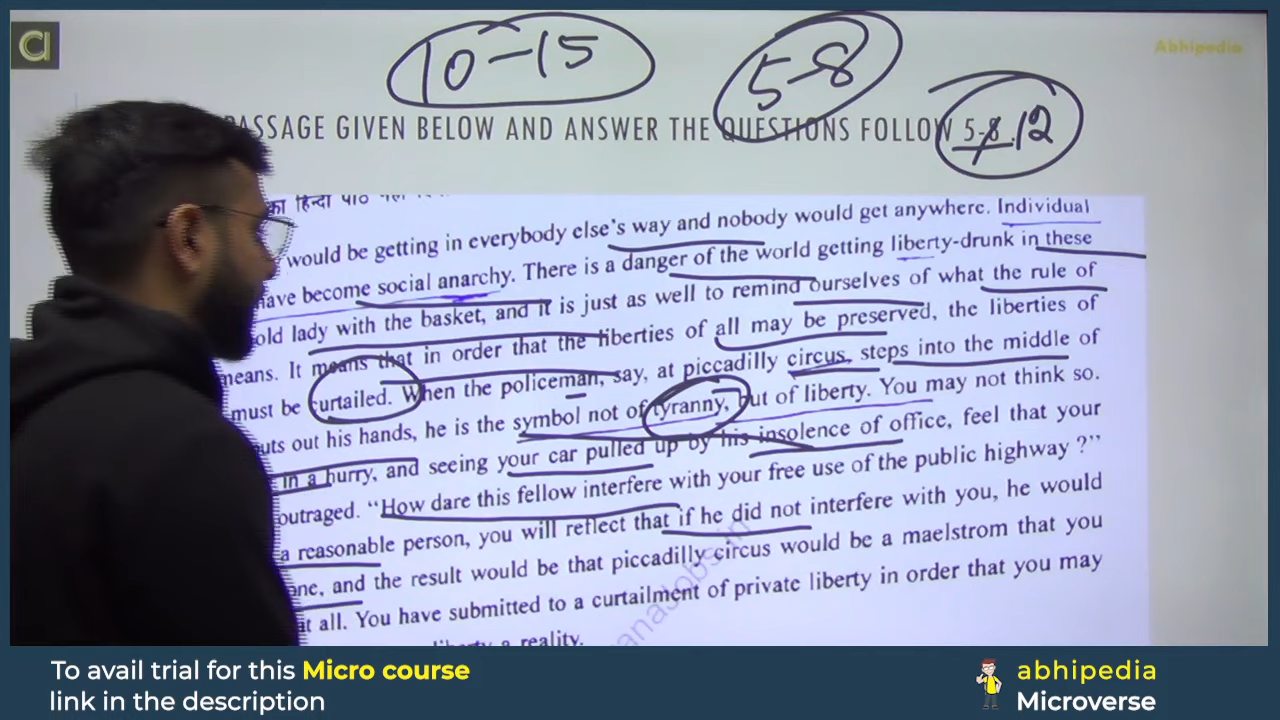 10-15
5-8
Abhipedia
PASSAGE GIVEN BELOW AND ANSWER THE QUESTIONS FOLLOW 5-8 12
would be getting in everybody else's way and nobody would get anywhere. Individual
have become social anarchy. There is a danger of the world getting liberty-drunk in these
old lady with the basket, and it is just as well to remind ourselves of what the rule of
means. It means that in order that the liberties of all may be preserved, the liberties of
must be curtailed. When the policeman, say, at piccadilly circus, steps into the middle of
puts out his hands, he is the symbol not of tyranny, but of liberty. You may not think so.
in a hurry, and seeing your car pulled up by his insolence of office, feel that your
outraged. "How dare this fellow interfere with your free use of the public highway ?"
a reasonable person, you will reflect that if he did not interfere with you, he would
one, and the result would be that piccadilly circus would be a maelstrom that you
at all. You have submitted to a curtailment of private liberty in order that you may
liberty a reality.
To avail trial for this Micro course
link in the description
abhipedia
Microverse